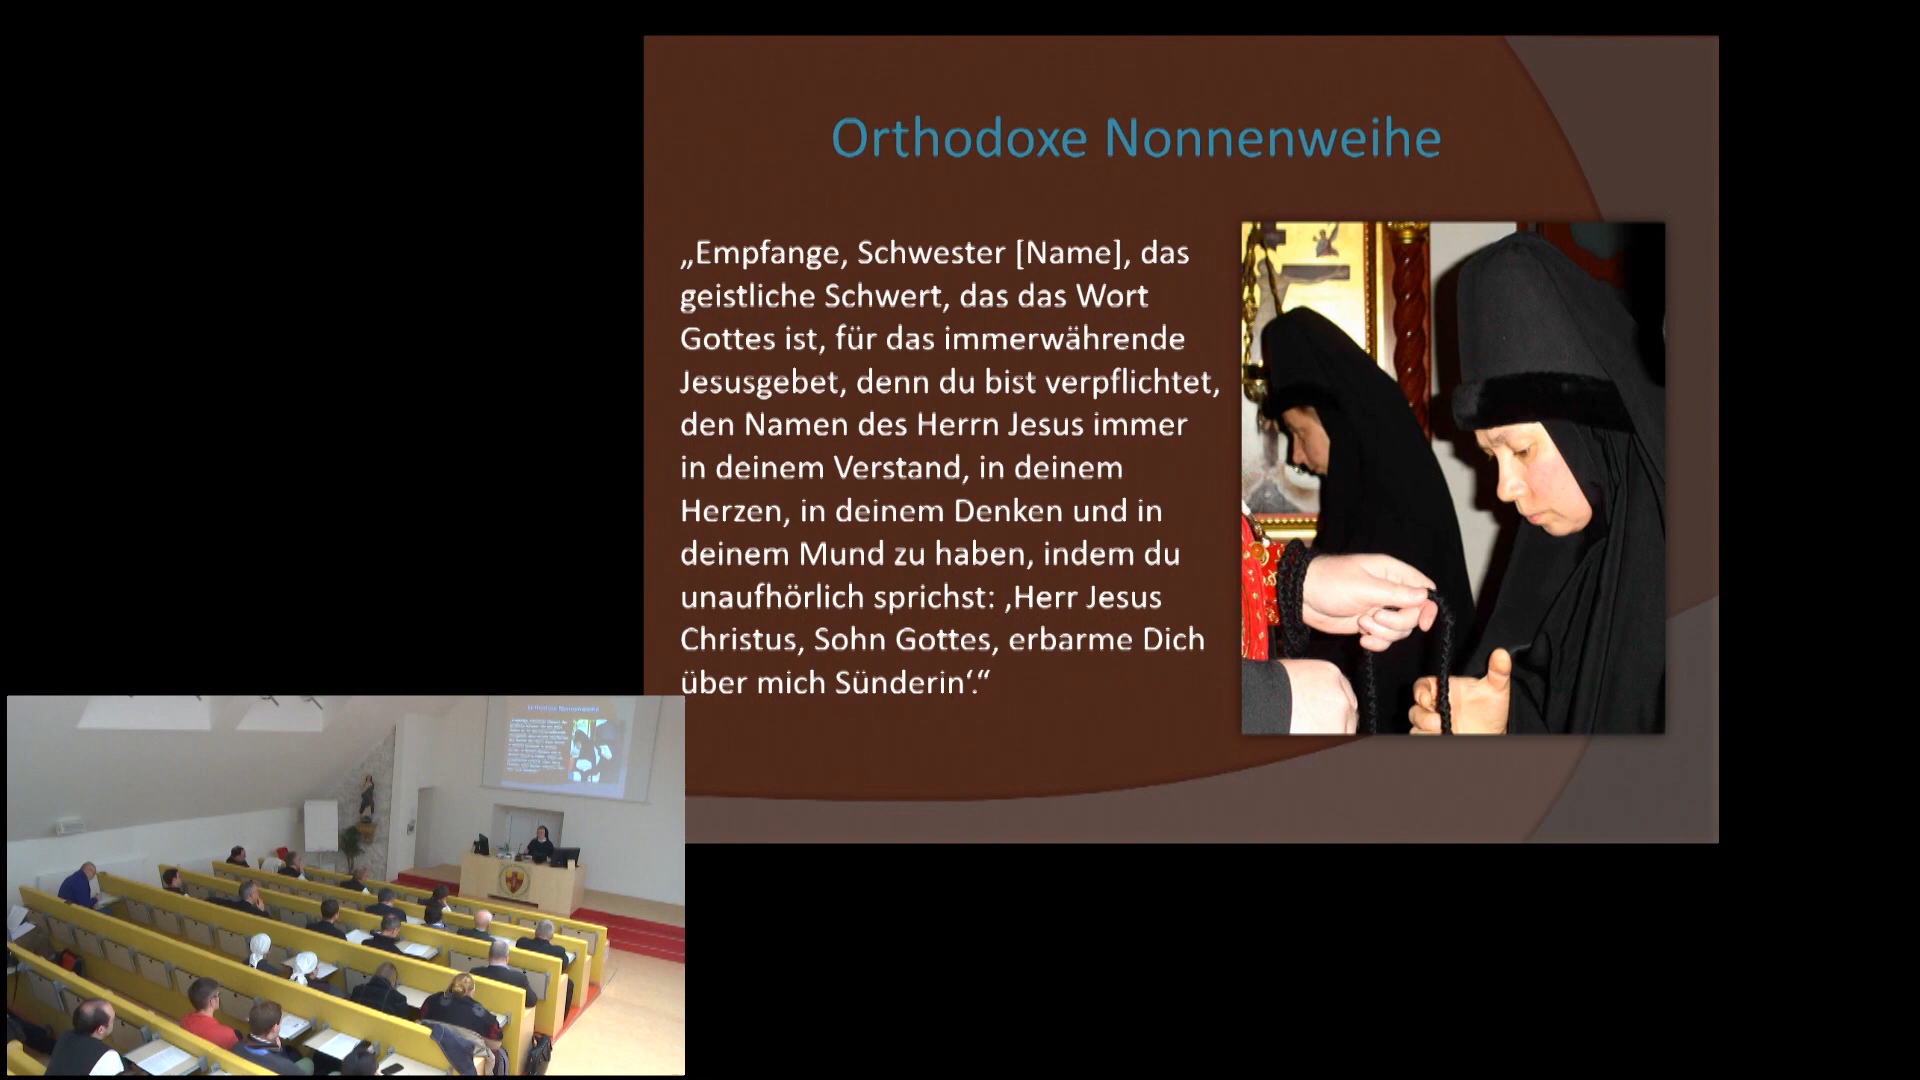 Orthodoxe Nonnenweihe
„Empfange, Schwester [Name], das
geistliche Schwert, das das Wort
Gottes ist, für das immerwährende
Jesusgebet, denn du bist verpflichtet,
den Namen des Herrn Jesus immer
in deinem Verstand, in deinem
Herzen, in deinem Denken und in
deinem Mund zu haben, indem du
unaufhörlich sprichst: ‚Herr Jesus
Christus, Sohn Gottes, erbarme Dich
über mich Sünderin‘.“
Orthodoxe Nonnenweihe